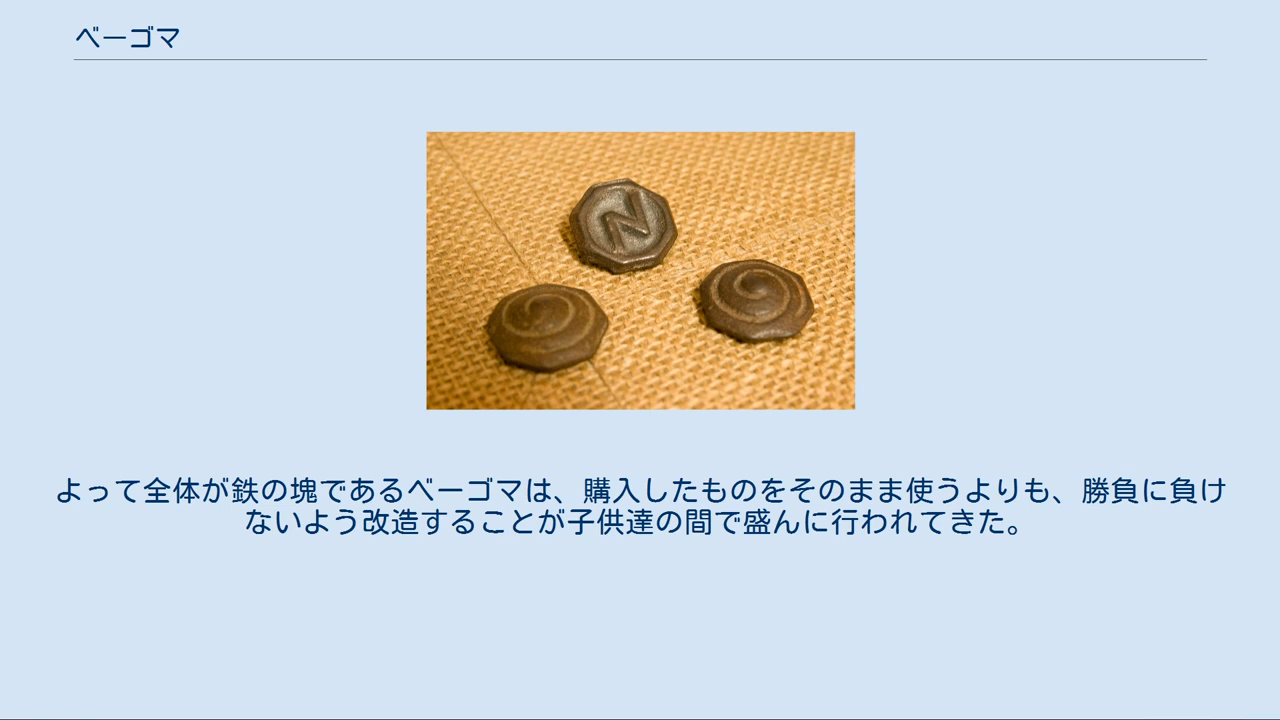 ベーゴマ
N
よって全体が鉄の塊であるベーゴマは、購入したものをそのまま使うよりも、勝負に負け
ないよう改造することが子供達の間で盛んに行われてきた。